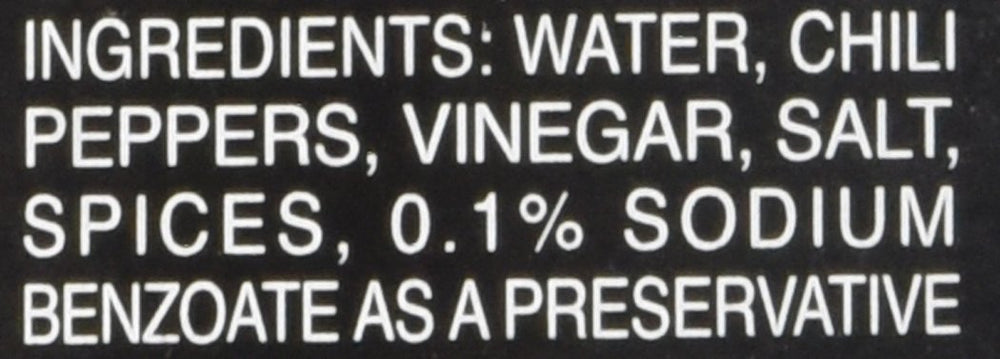 INGREDIENTS: WATER, CHILI
PEPPERS, VINEGAR, SALT,
SPICES, 0.1% SODIUM
BENZOATE AS A PRESERVATIVE